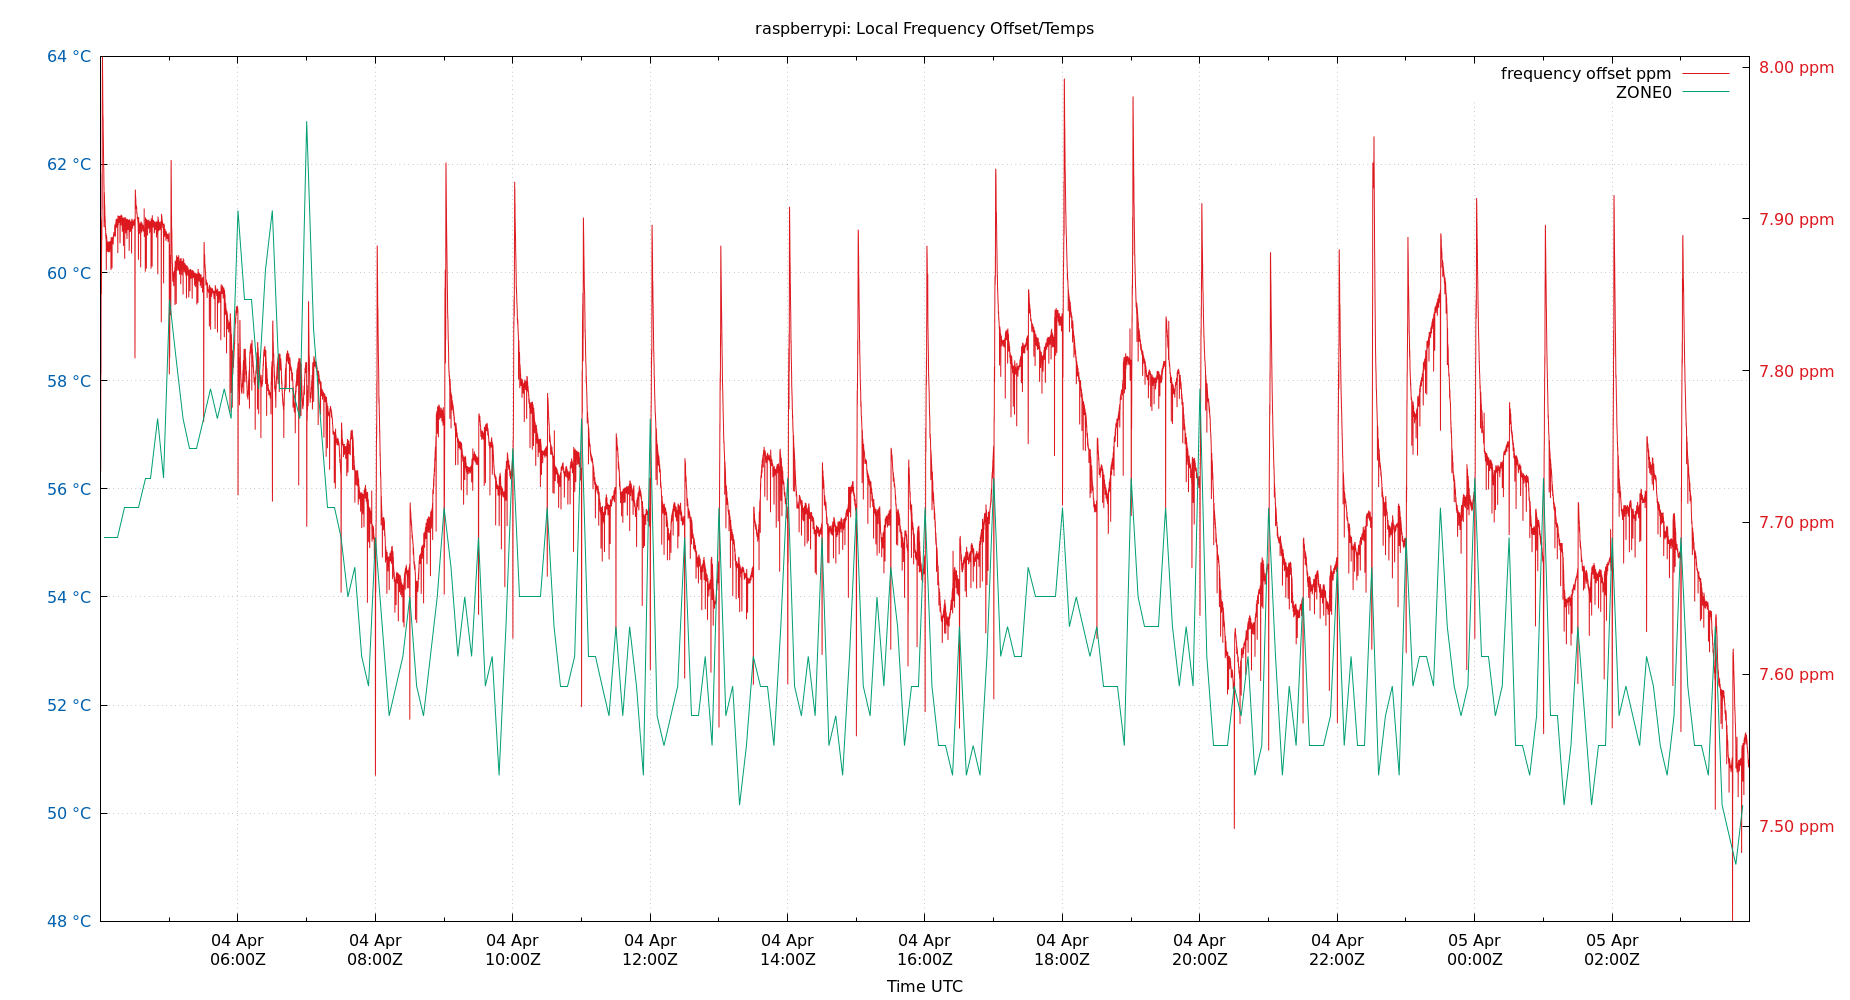 raspberrypi: Local Frequency Offset/Temps
64 °C
62 °C
60 °C
58 °C
56 °C
54 °C
52 °C
50 °C
48 °C
frequency offset ppm
ZONE0
8.00 ppm
7.90 ppm
7.80 ppm
7.70 ppm
7.60 ppm
7.50 ppm
04 Apr
06:00Z
04 Apr
08:00Z
04 Apr
10:00Z
04 Apr
12:00Z
04 Apr
14:00Z
04 Apr
16:00Z
04 Apr
18:00Z
04 Apr
20:00Z
04 Apr
22:00Z
05 Apr
00:00Z
05 Apr
02:00Z
Time UTC